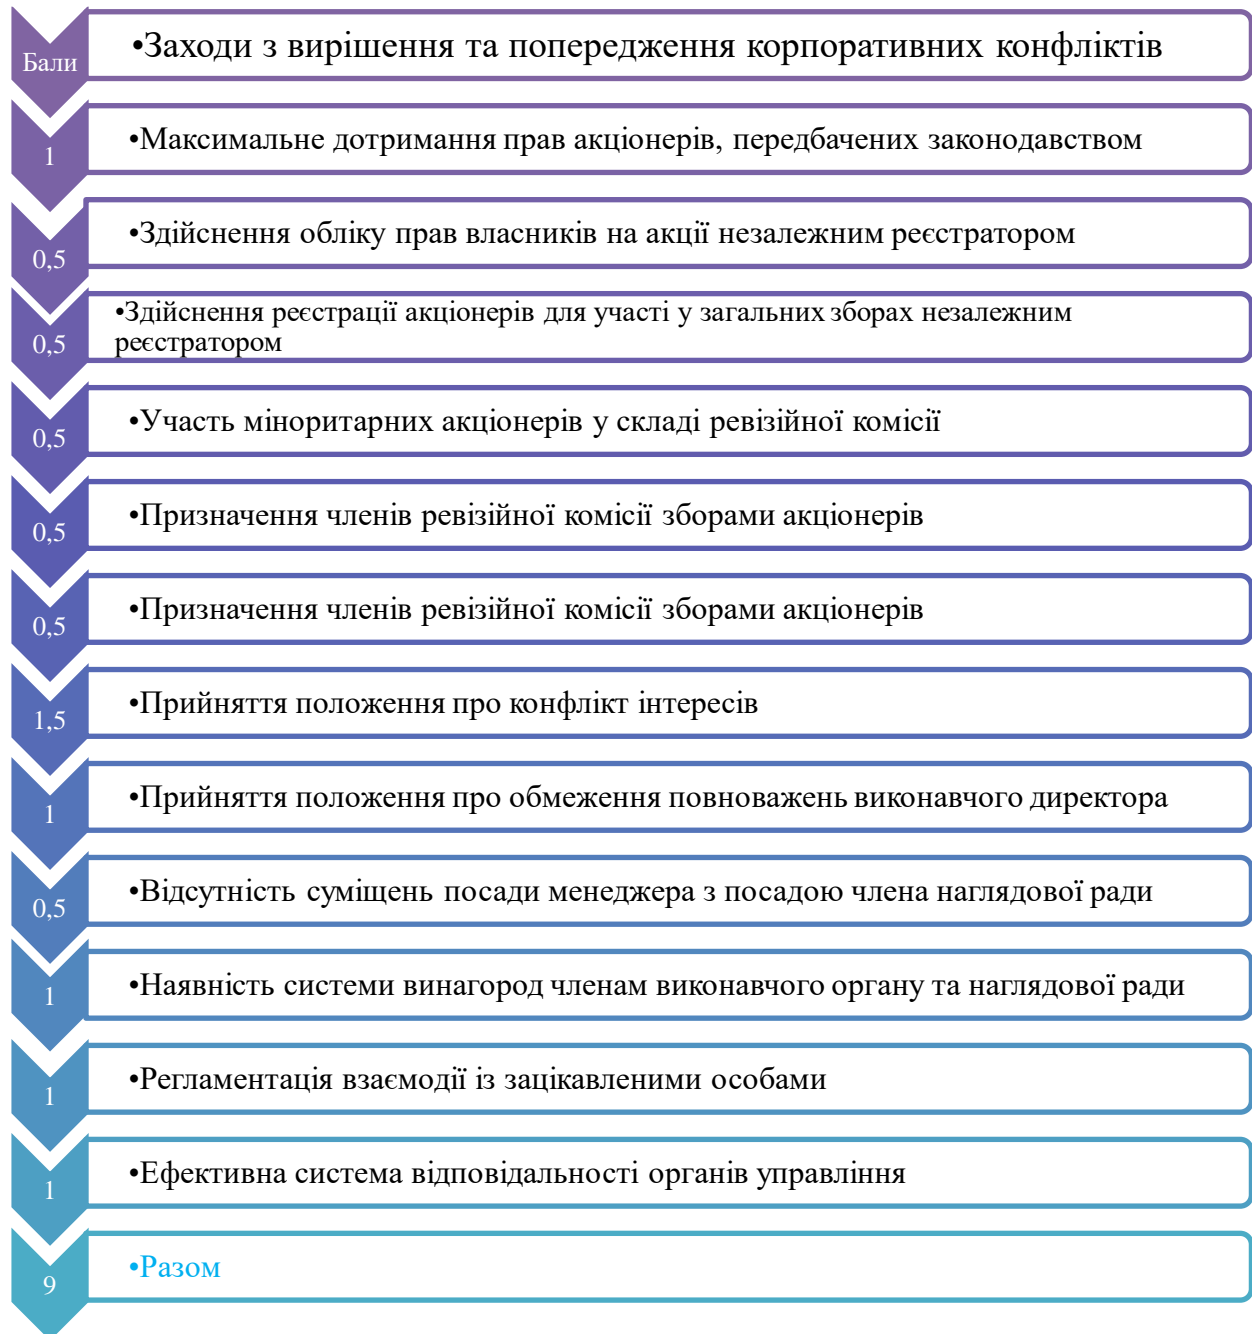 Бали
•Заходи з вирішення та попередження корпоративних конфліктів
1
•Максимальне дотримання прав акціонерів, передбачених законодавством
0,5
•Здійснення обліку прав власників на акції незалежним реєстратором
0,5
•Здійснення реєстрації акціонерів для участі у загальних зборах незалежним
реєстратором
0,5
•Участь міноритарних акціонерів у складі ревізійної комісії
0,5
•Призначення членів ревізійної комісії зборами акціонерів
0,5
•Призначення членів ревізійної комісії зборами акціонерів
1,5
•Прийняття положення про конфлікт інтересів
1
•Прийняття положення про обмеження повноважень виконавчого директора
0,5
•Відсутність суміщень посади менеджера з посадою члена наглядової ради
1
•Наявність системи винагород членам виконавчого органу та наглядової ради
1
•Регламентація взаємодії із зацікавленими особами
1
•Ефективна система відповідальності органів управління
9
•Разом